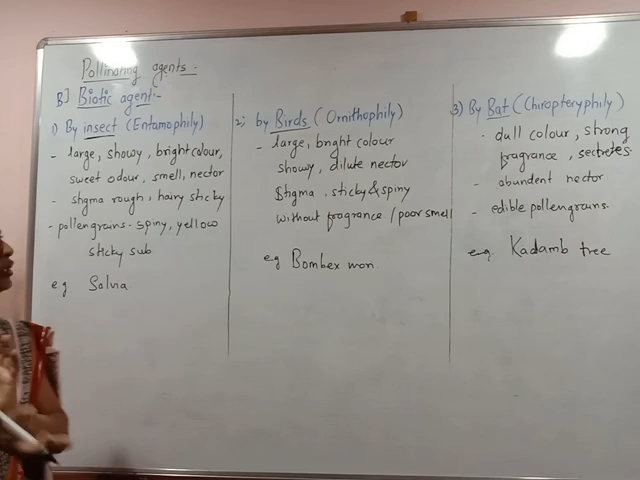 Pollinating agents :-
B] Biotic agent :-
1) By insect (Entamophily)
- large, showy, bright colour,
sweet odour, smell, nector
- stigma rough, hairy sticky
- pollengrains - spiny, yellow
sticky sub
eg Salvia
2) by Birds (Ornithophily)
- large, bright colour
showy, dilute nector
Stigma, sticky & spiny
without fragrance / poor smell
eg Bombex mon.
3) By Bat (Chiropteryphily)
- dull colour, strong
fragrance, secretes.
- abundent nector
- edible pollengrains.
eg. Kadamb tree